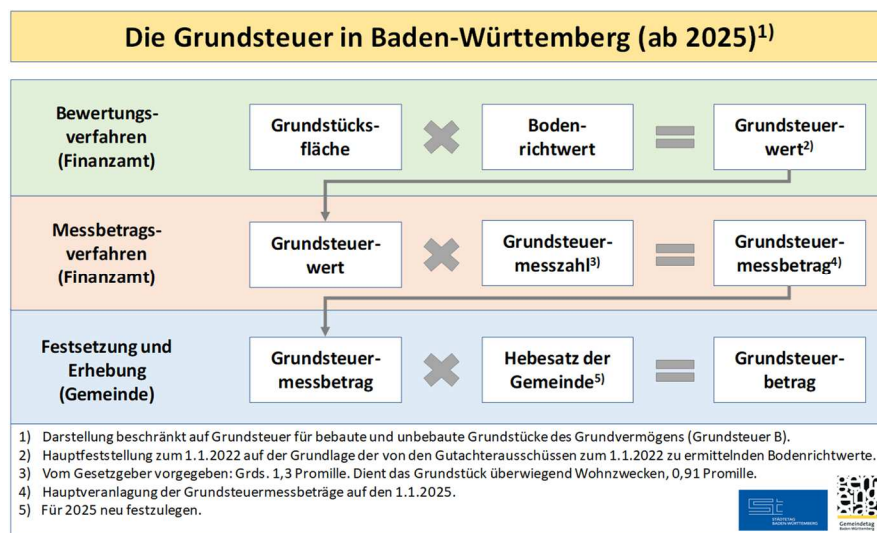 Die Grundsteuer in Baden-Württemberg (ab 2025)1)
Bewertungs-
verfahren
(Finanzamt)
Grundstücks-
fläche
Boden-
richtwert
Grundsteuer-
wert2)
Messbetrags-
verfahren
(Finanzamt)
Grundsteuer-
wert
Grundsteuer-
messzahl3)
Grundsteuer-
messbetrag4)
Festsetzung und
Erhebung
(Gemeinde)
Grundsteuer-
messbetrag
Hebesatz der
Gemeinde5)
Grundsteuer-
betrag
1) Darstellung beschränkt auf Grundsteuer für bebaute und unbebaute Grundstücke des Grundvermögens (Grundsteuer B).
2) Hauptfeststellung zum 1.1.2022 auf der Grundlage der von den Gutachterausschüssen zum 1.1.2022 zu ermittelnden Bodenrichtwerte.
3) Vom Gesetzgeber vorgegeben: Grds. 1,3 Promille. Dient das Grundstück überwiegend Wohnzwecken, 0,91 Promille.
4) Hauptveranlagung der Grundsteuermessbeträge auf den 1.1.2025.
5) Für 2025 neu festzulegen.
STÄDTETAG
BADEN-WÜRTTEMBERG
Gemeindetag
Baden-Württemberg